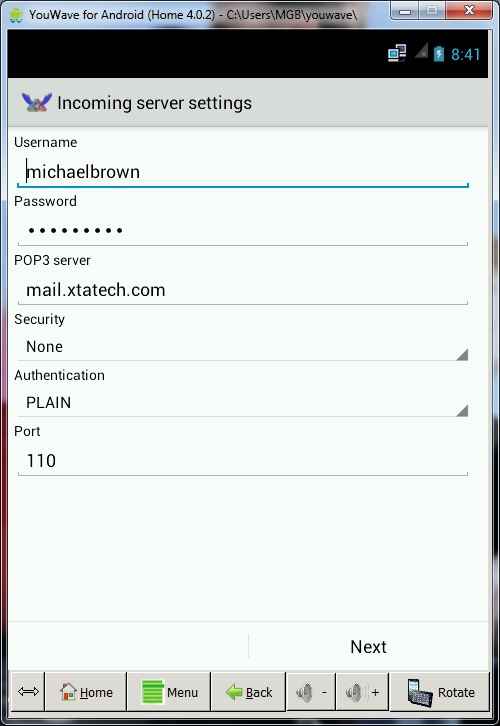 YouWave for Android (Home 4.0.2) - C:\Users\MGB\youwave\
8:41
Incoming server settings
Username
michaelbrown
Password
•••••••••
POP3 server
mail.xtatech.com
Security
None
Authentication
PLAIN
Port
110
Next
Home Menu Back - + Rotate